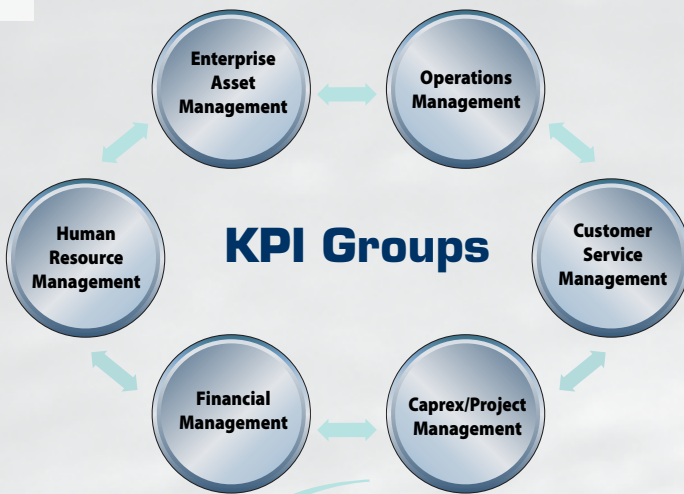 Enterprise
Asset
Management
Operations
Management
Human
Resource
Management
KPI Groups
Customer
Service
Management
Financial
Management
Caprex/Project
Management